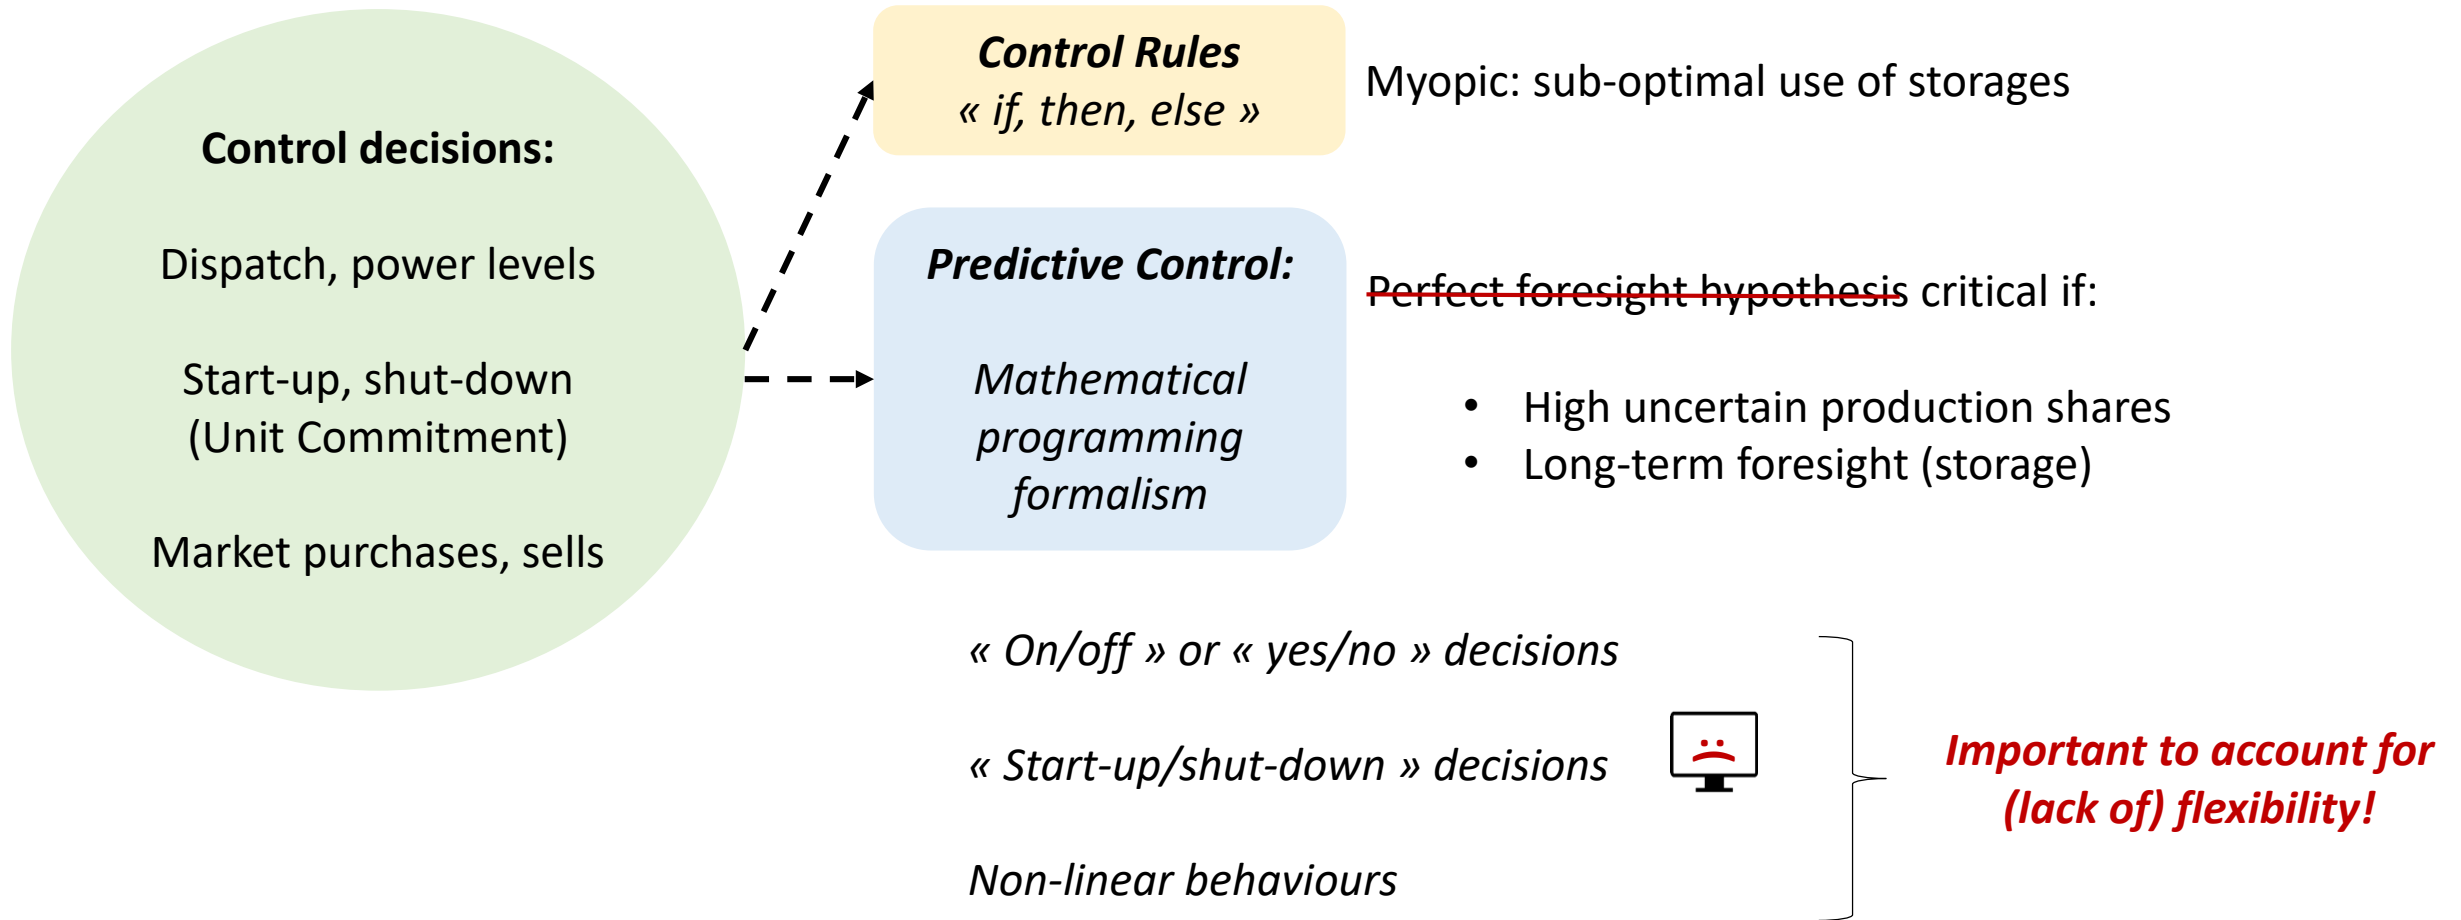 Control decisions:
Dispatch, power levels
Start-up, shut-down
(Unit Commitment)
Market purchases, sells
Control Rules
« if, then, else »
Myopic: sub-optimal use of storages
Predictive Control:
Mathematical
programming
formalism
Perfect foresight hypothesis critical if:
• High uncertain production shares
• Long-term foresight (storage)
« On/off » or « yes/no » decisions
« Start-up/shut-down » decisions
Non-linear behaviours
Important to account for
(lack of) flexibility!